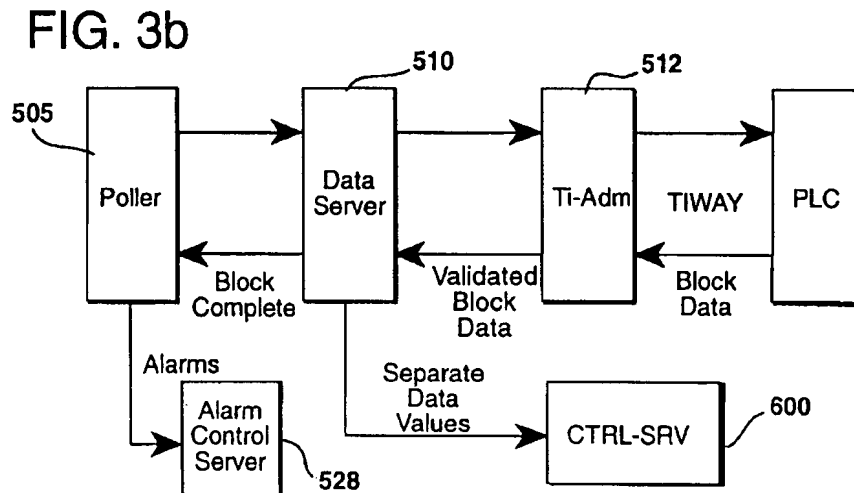 FIG. 3b
510
512
505
Poller
Data
Server
Ti-Adm
TIWAY
PLC
Block
Complete
Validated
Block
Data
Block
Data
Alarms
Separate
Data
Values
Alarm
Control
Server
528
CTRL-SRV
600